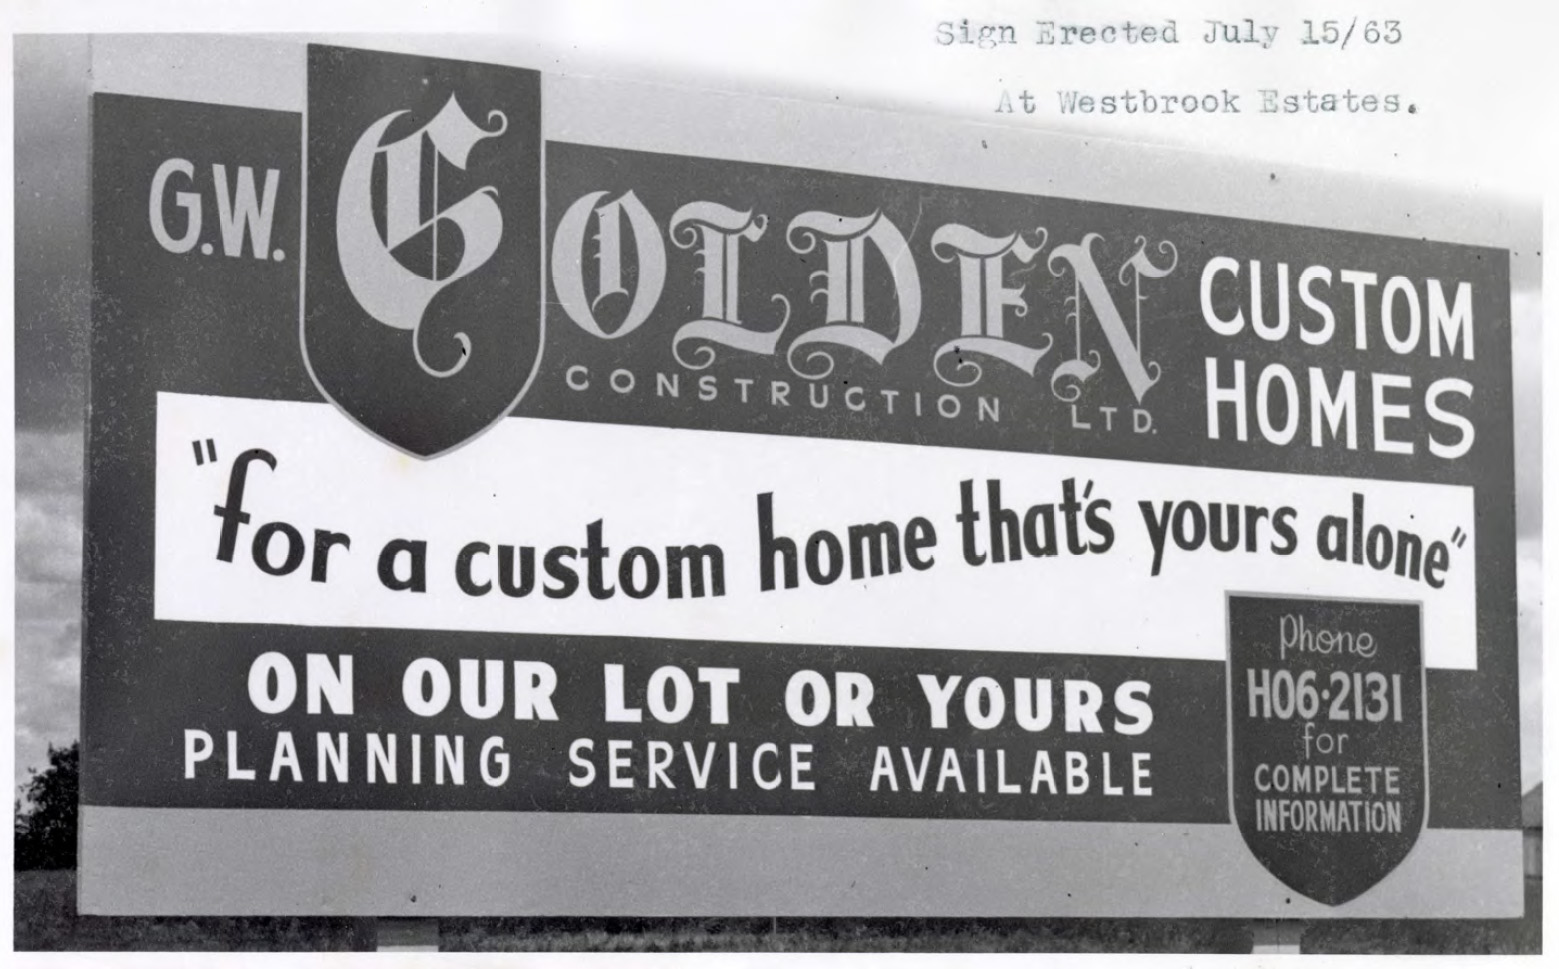 Sign Erected July 15/63
At Westbrook Estates.
G.W. GOLDEN
CONSTRUCTION LTD.
CUSTOM
HOMES
"for a custom home that's yours alone"
ON OUR LOT OR YOURS
PLANNING SERVICE AVAILABLE
Phone
HO6·2131
for
COMPLETE
INFORMATION